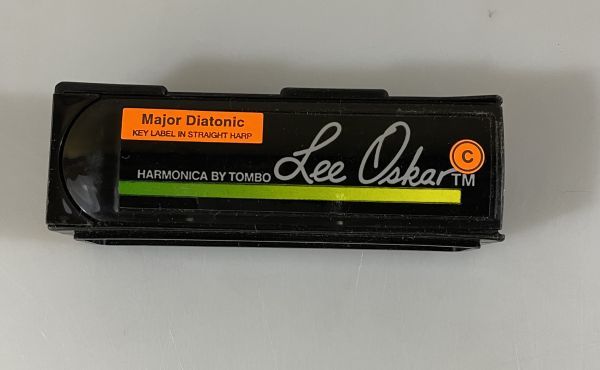 Major Diatonic
KEY LABEL IN STRAIGHT HARP
HARMONICA BY TOMBO
Lee Oskar TM
C